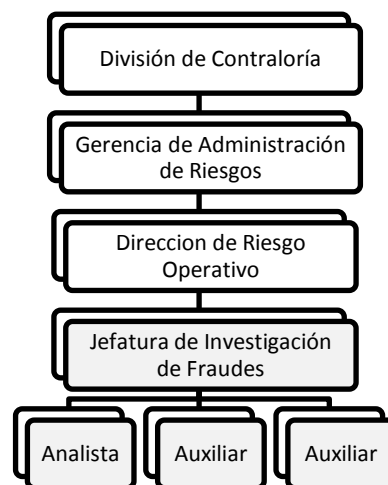 División de Contraloría
Gerencia de Administración
de Riesgos
Direccion de Riesgo
Operativo
Jefatura de Investigación
de Fraudes
Analista
Auxiliar
Auxiliar